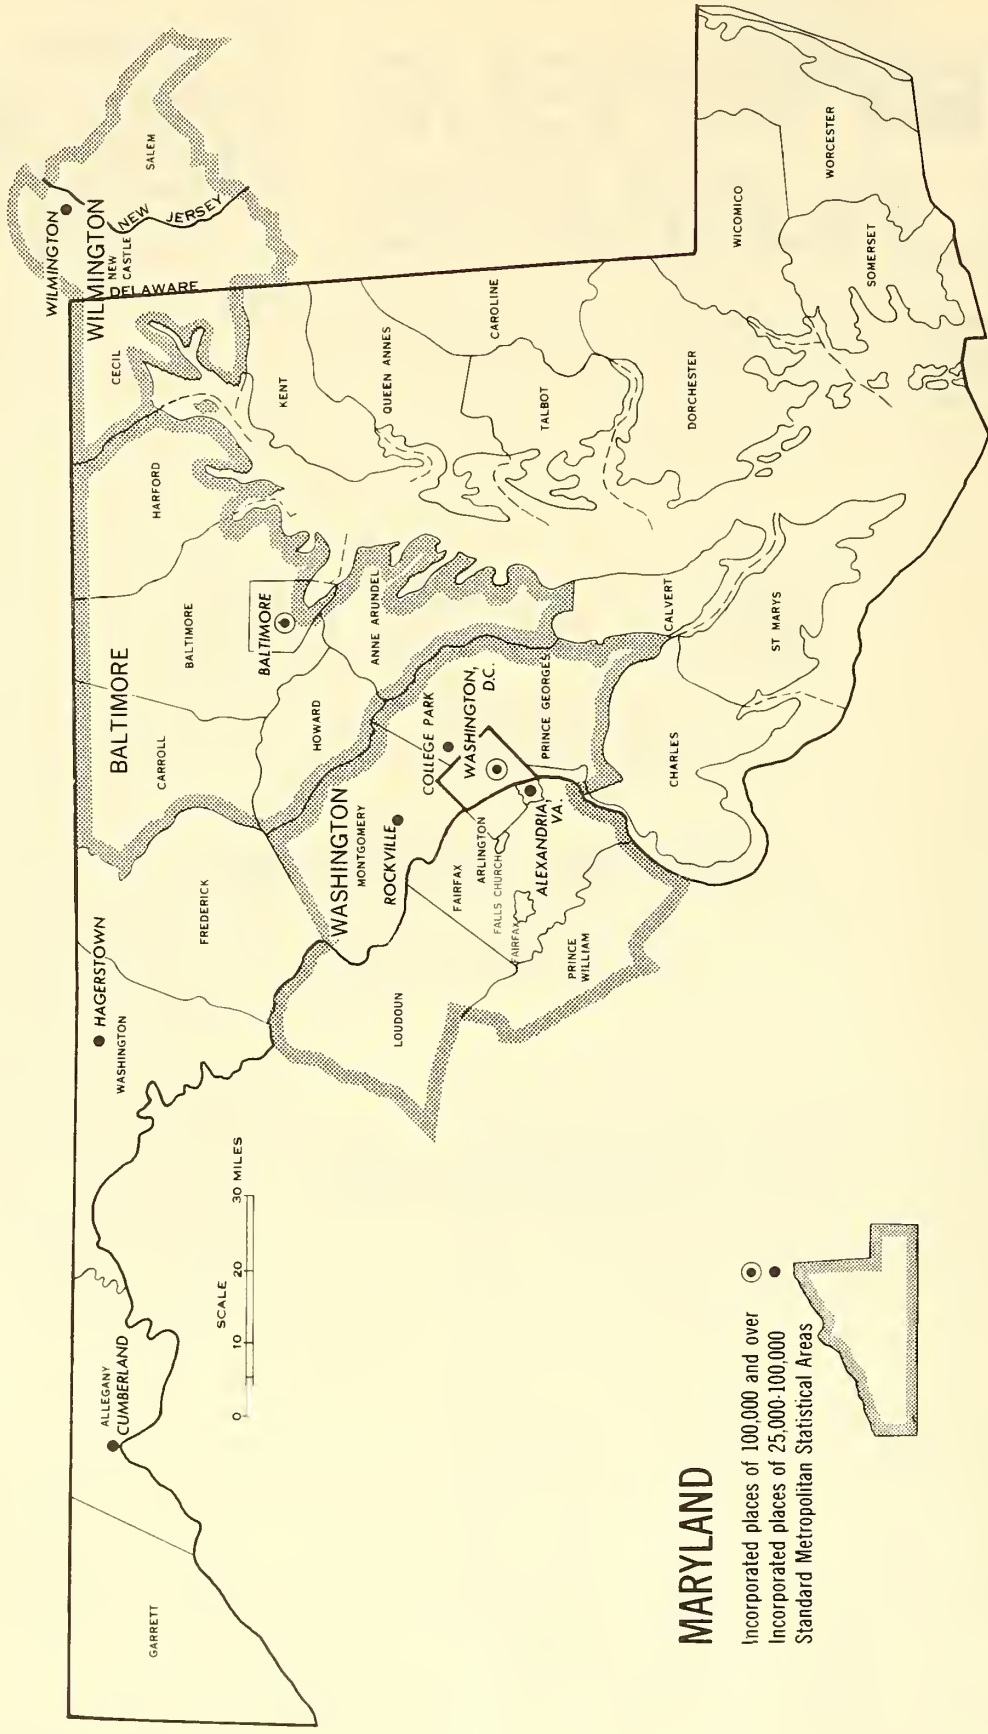 MARYLAND
Incorporated places of 100,000 and over
Incorporated places of 25,000-100,000
Standard Metropolitan Statistical Areas
SCALE
0 10 20 30 MILES
GARRETT
ALLEGANY
CUMBERLAND
HAGERSTOWN
WASHINGTON
FREDERICK
BALTIMORE
CARROLL
BALTIMORE
HARFORD
BALTIMORE
HOWARD
ANNE ARUNDEL
WILMINGTON
WILMINGTON
NEW
CASTLE
DELAWARE
NEW JERSEY
SALEM
CECIL
KENT
QUEEN ANNES
CAROLINE
TALBOT
DORCHESTER
WICOMICO
WORCESTER
SOMERSET
WASHINGTON
MONTGOMERY
ROCKVILLE
COLLEGE PARK
WASHINGTON,
D.C.
PRINCE GEORGES
LOUDOUN
FAIRFAX
ARLINGTON
FALLS CHURCH
FAIRFAX
ALEXANDRIA,
VA.
PRINCE
WILLIAM
CHARLES
CALVERT
ST MARYS